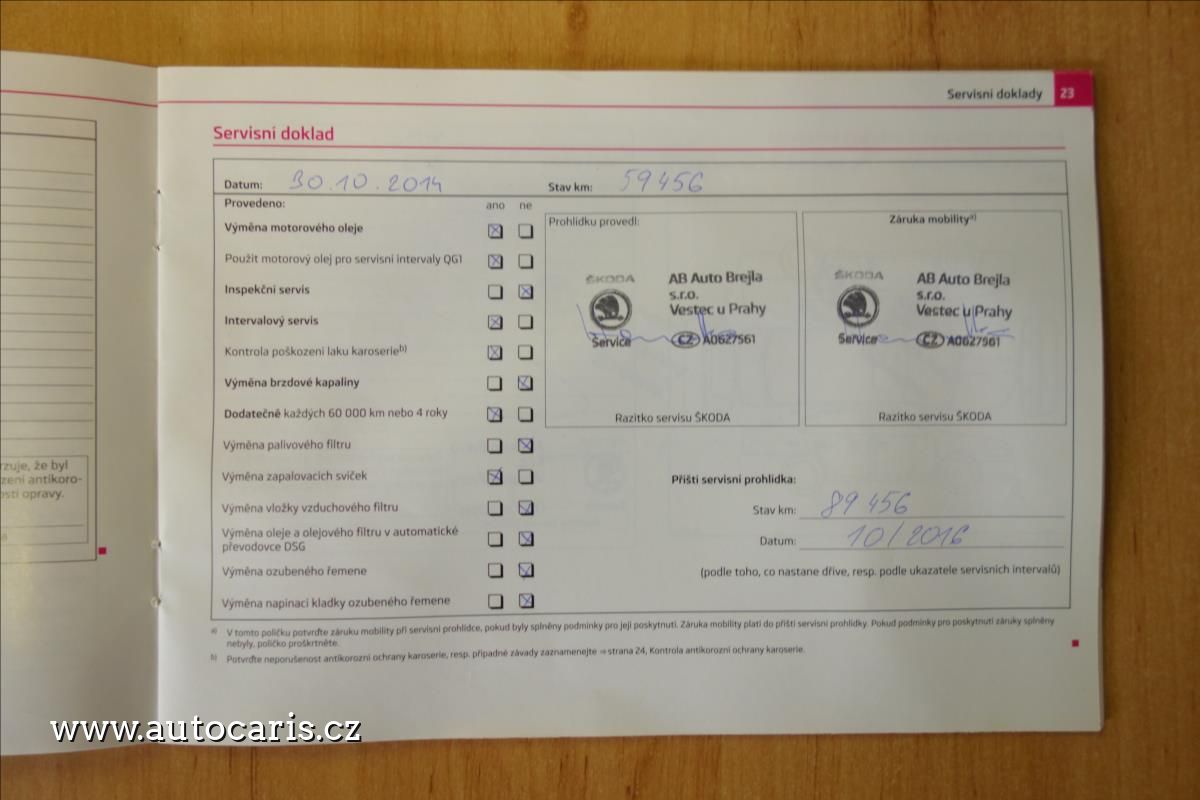 Servisní doklady 23
Servisní doklad
Datum: 30.10.2014 Stav km: 59456
Provedeno: ano ne
Výměna motorového oleje
Použit motorový olej pro servisní intervaly QG1
Inspekční servis
Intervalový servis
Kontrola poškození laku karoserieb)
Výměna brzdové kapaliny
Dodatečně každých 60 000 km nebo 4 roky
Výměna palivového filtru
Výměna zapalovacích svíček
Výměna vložky vzduchového filtru
Výměna oleje a olejového filtru v automatické
převodovce DSG
Výměna ozubeného řemene
Výměna napínací kladky ozubeného řemene
Prohlídku provedl:
ŠKODA AB Auto Brejla
s.r.o.
Vestec u Prahy
Service CZ A0627561
Razítko servisu ŠKODA
Záruka mobilitya)
ŠKODA AB Auto Brejla
s.r.o.
Vestec u Prahy
Service CZ A0627561
Razítko servisu ŠKODA
Příští servisní prohlídka:
Stav km: 89 456
Datum: 10/2016
(podle toho, co nastane dříve, resp. podle ukazatele servisních intervalů)
a) V tomto políčku potvrďte záruku mobility při servisní prohlídce, pokud byly splněny podmínky pro její poskytnutí. Záruka mobility platí do příští servisní prohlídky. Pokud podmínky pro poskytnutí záruky splněny
nebyly, políčko proškrtněte.
b) Potvrďte neporušenost antikorozní ochrany karoserie, resp. případné závady zaznamenejte ⇒ strana 24, Kontrola antikorozní ochrany karoserie.
rzuje, že byl
zení antikoro-
osti opravy.
www.autocaris.cz